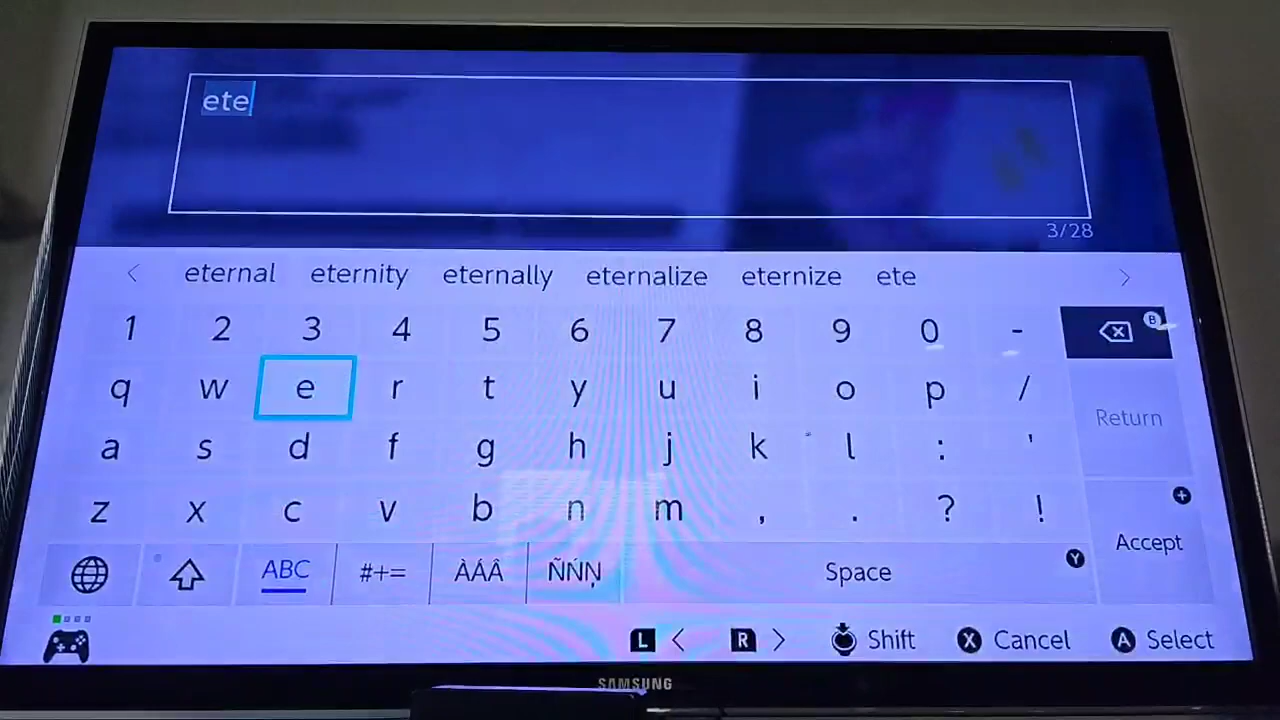 ete
3/28
< eternal eternity eternally eternalize eternize ete >
1 2 3 4 5 6 7 8 9 0 - B
q w e r t y u i o p / Return
a s d f g h j k l : '
z x c v b n m , . ? ! +
Accept
ABC #+= ÀÁÂ ÑŃŅ Space Y
L < R > Shift X Cancel A Select
SAMSUNG